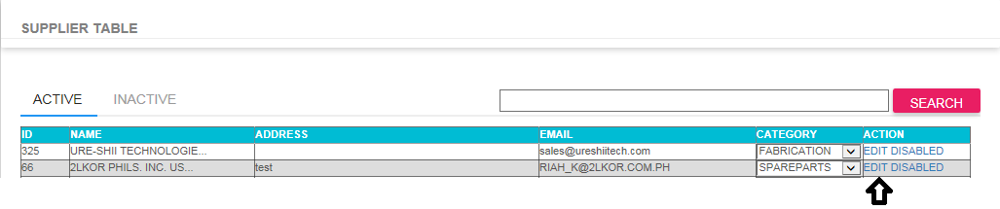 SUPPLIER TABLE
ACTIVE INACTIVE SEARCH
ID NAME ADDRESS EMAIL CATEGORY ACTION
325 URE-SHII TECHNOLOGIE... sales@ureshiitech.com FABRICATION EDIT DISABLED
66 2LKOR PHILS. INC. US... test RIAH_K@2LKOR.COM.PH SPAREPARTS EDIT DISABLED